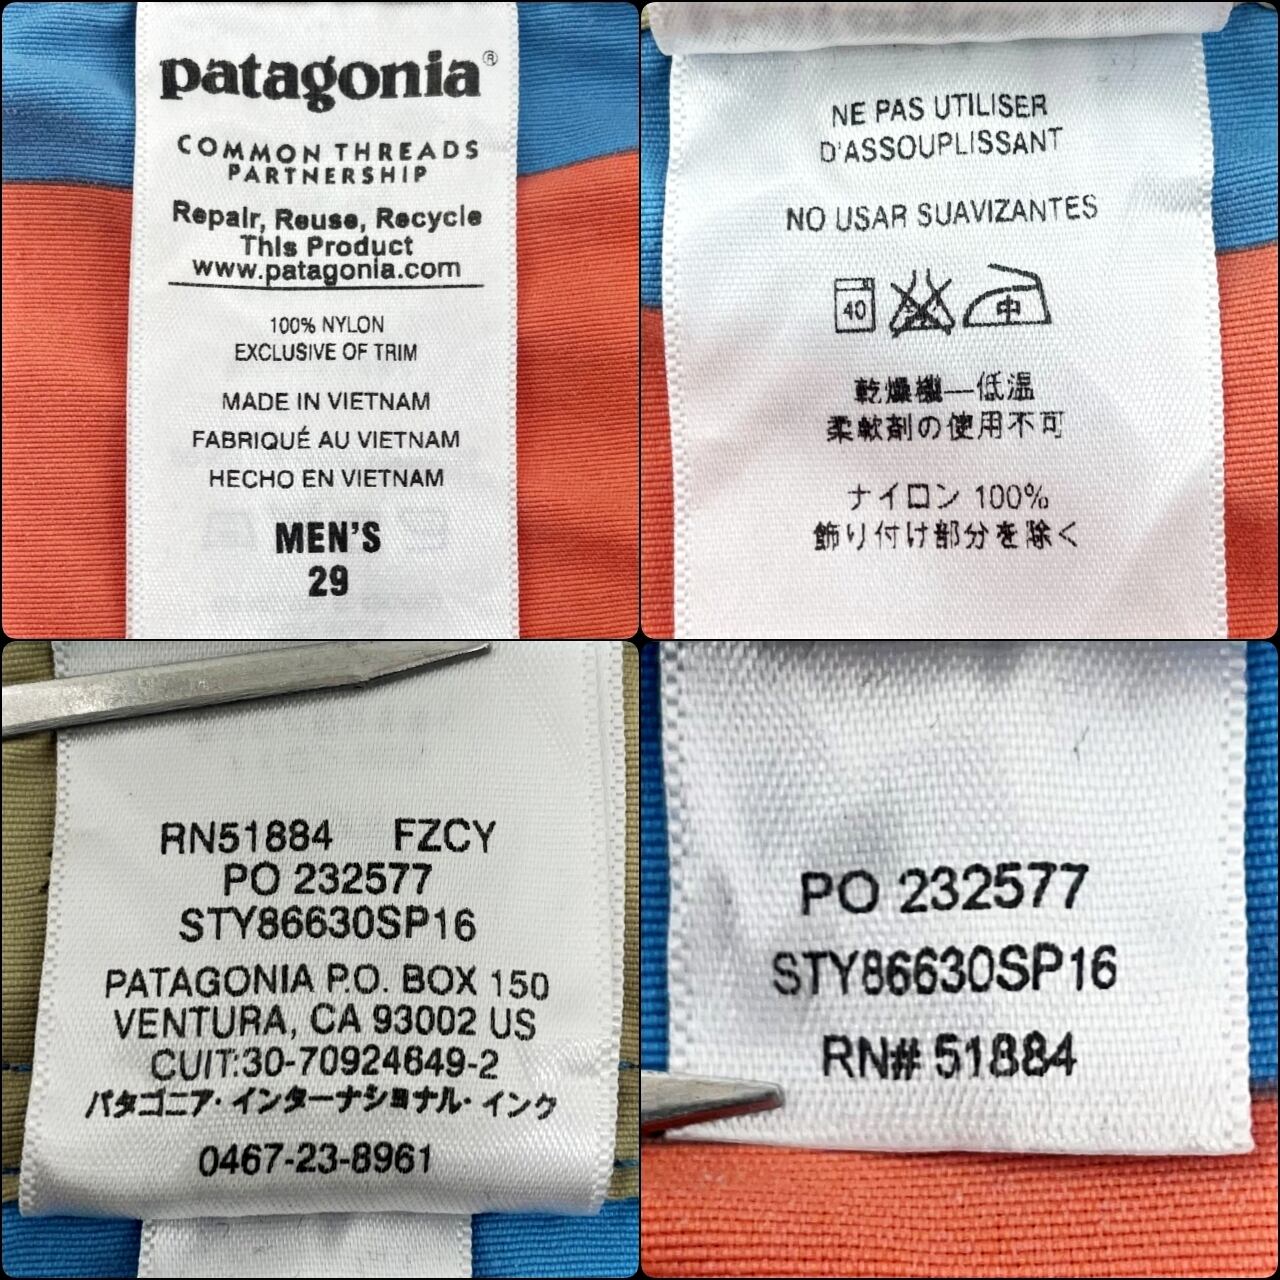 patagonia®
COMMON THREADS
PARTNERSHIP
Repair, Reuse, Recycle
This Product
www.patagonia.com
100% NYLON
EXCLUSIVE OF TRIM
MADE IN VIETNAM
FABRIQUÉ AU VIETNAM
HECHO EN VIETNAM
MEN'S
29
NE PAS UTILISER
D'ASSOUPLISSANT
NO USAR SUAVIZANTES
40 中
乾燥機—低温
柔軟剤の使用不可
ナイロン 100%
飾り付け部分を除く
RN51884 FZCY
PO 232577
STY86630SP16
PATAGONIA P.O. BOX 150
VENTURA, CA 93002 US
CUIT:30-70924649-2
パタゴニア・インターナショナル・インク
0467-23-8961
PO 232577
STY86630SP16
RN# 51884